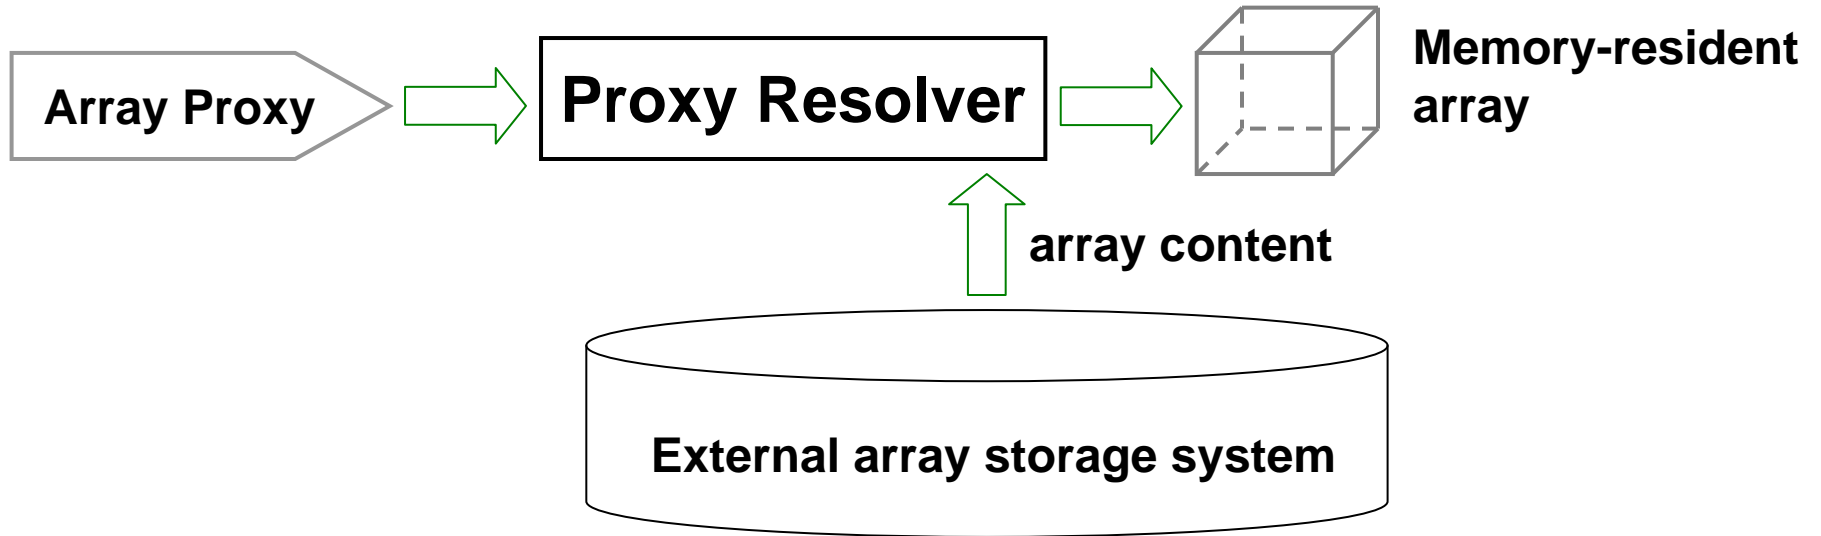 Array Proxy
Proxy Resolver
Memory-resident
array
array content
External array storage system